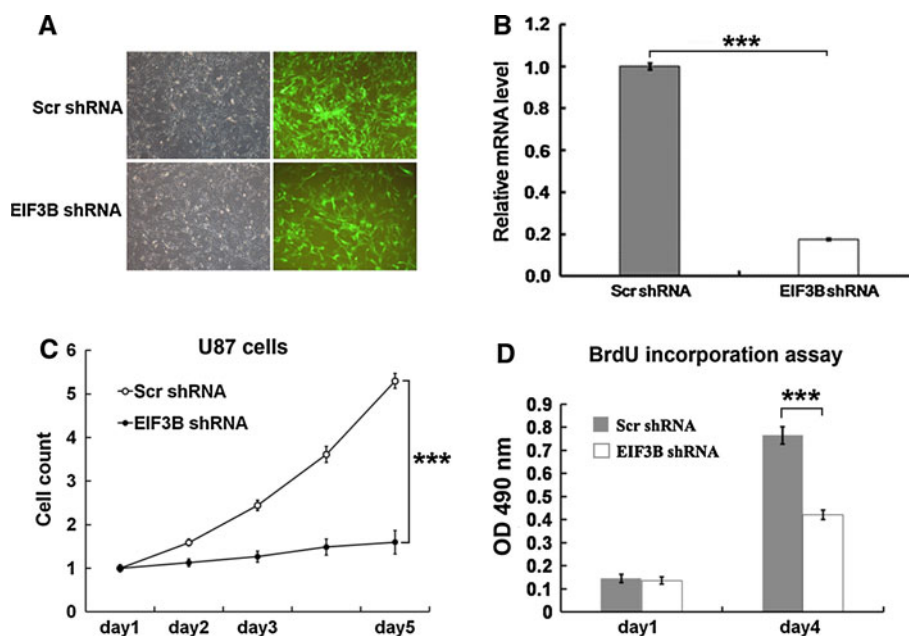 A
Scr shRNA
EIF3B shRNA
B
Relative mRNA level
1.2
1.0
0.8
0.6
0.4
0.2
0.0
***
Scr shRNA
EIF3B shRNA
C
U87 cells
Cell count
6
5
4
3
2
1
0
Scr shRNA
EIF3B shRNA
***
day1
day2
day3
day5
D
BrdU incorporation assay
OD 490 nm
0.9
0.8
0.7
0.6
0.5
0.4
0.3
0.2
0.1
0
Scr shRNA
EIF3B shRNA
***
day1
day4